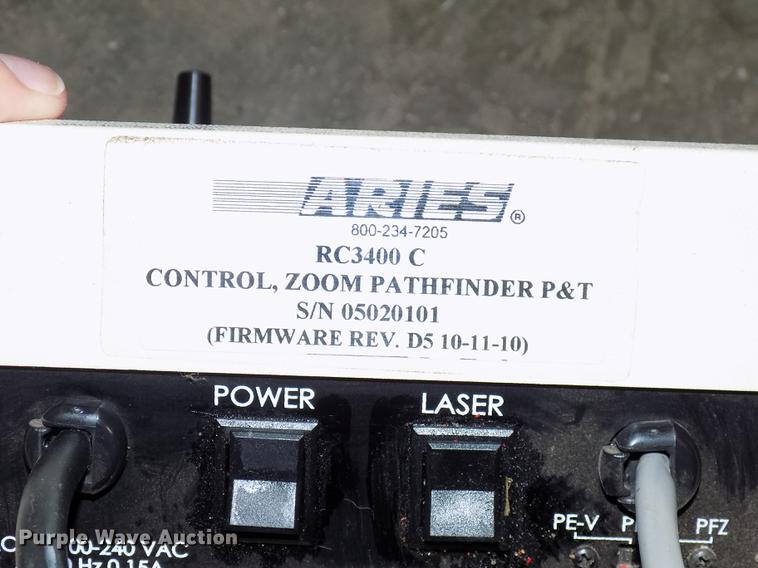 ARIES®
800-234-7205
RC3400 C
CONTROL, ZOOM PATHFINDER P&T
S/N 05020101
(FIRMWARE REV. D5 10-11-10)
POWER LASER
PE-V PFZ
00-240 VAC
Hz 0.15A
Purple Wave Auction